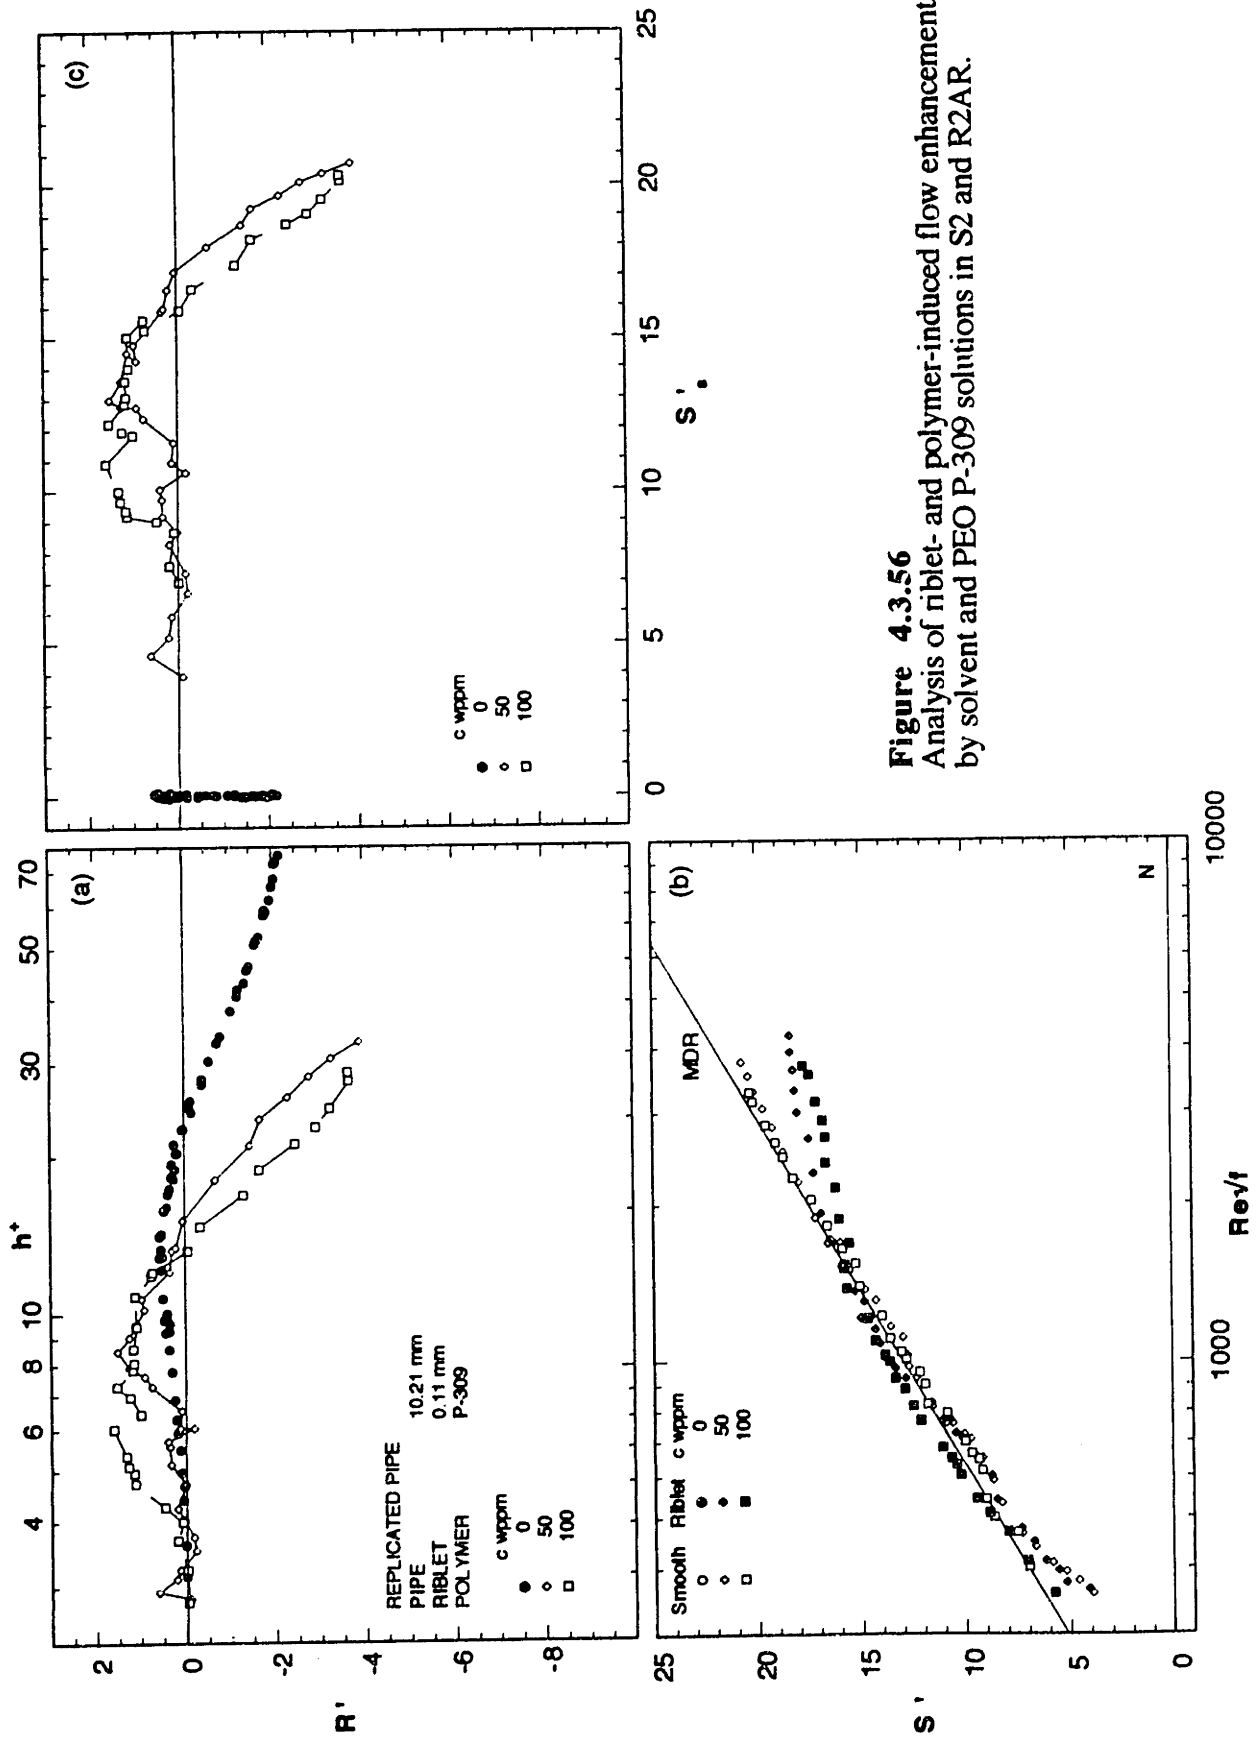 h+
4
6
8
10
30
50
70
(a)
R'
2
0
-2
-4
-6
-8
REPLICATED PIPE
PIPE 10.21 mm
RIBLET 0.11 mm
POLYMER P-309
c wppm
0
50
100
(c)
c wppm
0
50
100
0
5
10
15
20
25
S'
(b)
S'
25
20
15
10
5
0
Smooth Riblet c wppm
0
50
100
MDR
N
1000
10000
Re√f
Figure 4.3.56
Analysis of riblet- and polymer-induced flow enhancement
by solvent and PEO P-309 solutions in S2 and R2AR.